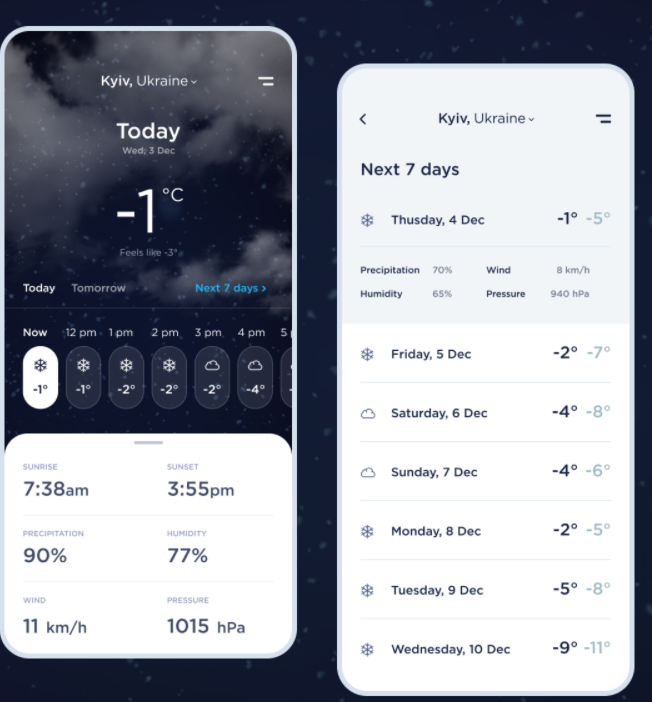 Kyiv, Ukraine
Today
Wed, 3 Dec
-1°C
Feels like -3°
Today Tomorrow Next 7 days >
Now 12 pm 1 pm 2 pm 3 pm 4 pm 5
-1° -1° -2° -2° -2° -4° -
SUNRISE SUNSET
7:38am 3:55pm
PRECIPITATION HUMIDITY
90% 77%
WIND PRESSURE
11 km/h 1015 hPa
Kyiv, Ukraine
Next 7 days
Thusday, 4 Dec -1° -5°
Precipitation 70% Wind 8 km/h
Humidity 65% Pressure 940 hPa
Friday, 5 Dec -2° -7°
Saturday, 6 Dec -4° -8°
Sunday, 7 Dec -4° -6°
Monday, 8 Dec -2° -5°
Tuesday, 9 Dec -5° -8°
Wednesday, 10 Dec -9° -11°